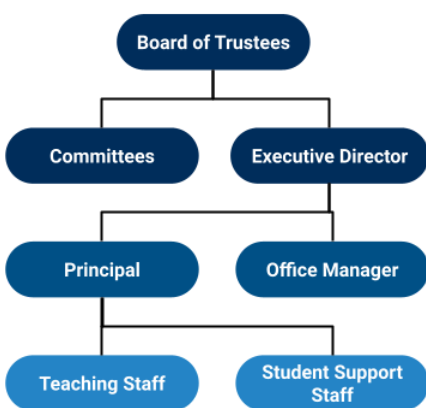 Board of Trustees
Committees
Executive Director
Principal
Office Manager
Teaching Staff
Student Support
Staff